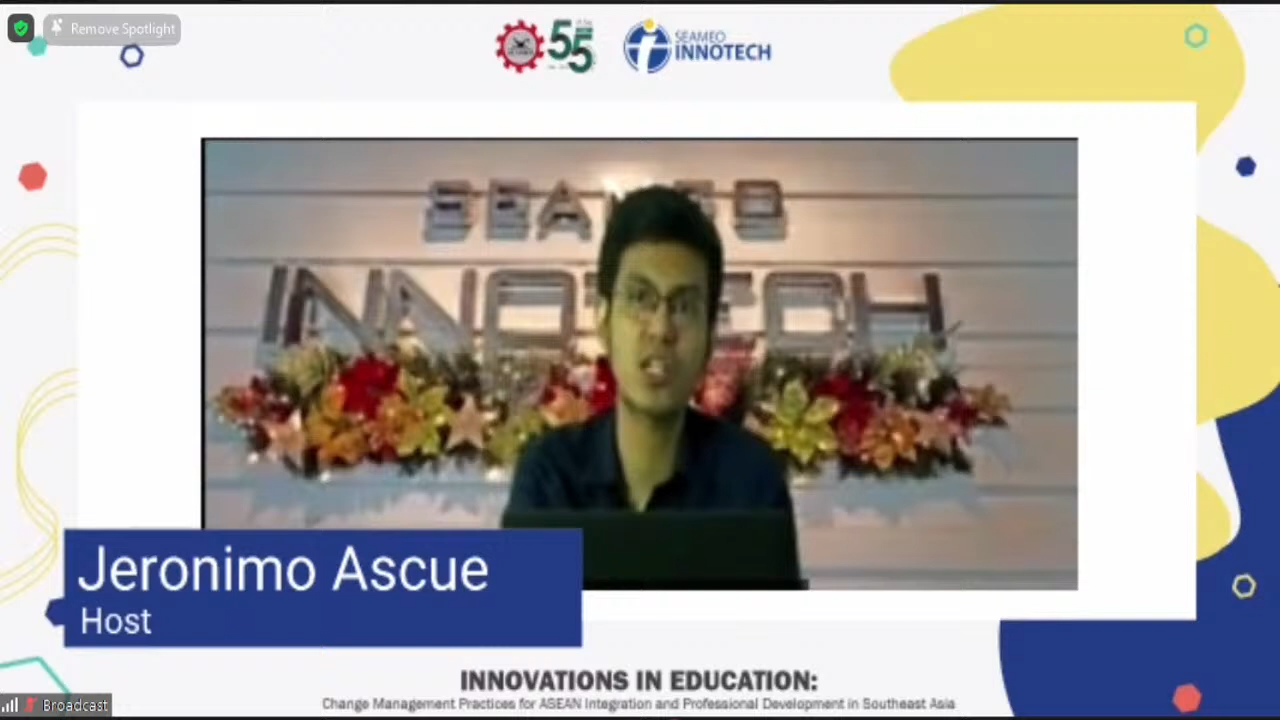 Remove Spotlight
55
SEAMEO
INNOTECH
SEAMEO
INNOTECH
Jeronimo Ascue
Host
INNOVATIONS IN EDUCATION:
Change Management Practices for ASEAN Integration and Professional Development in Southeast Asia
Broadcast